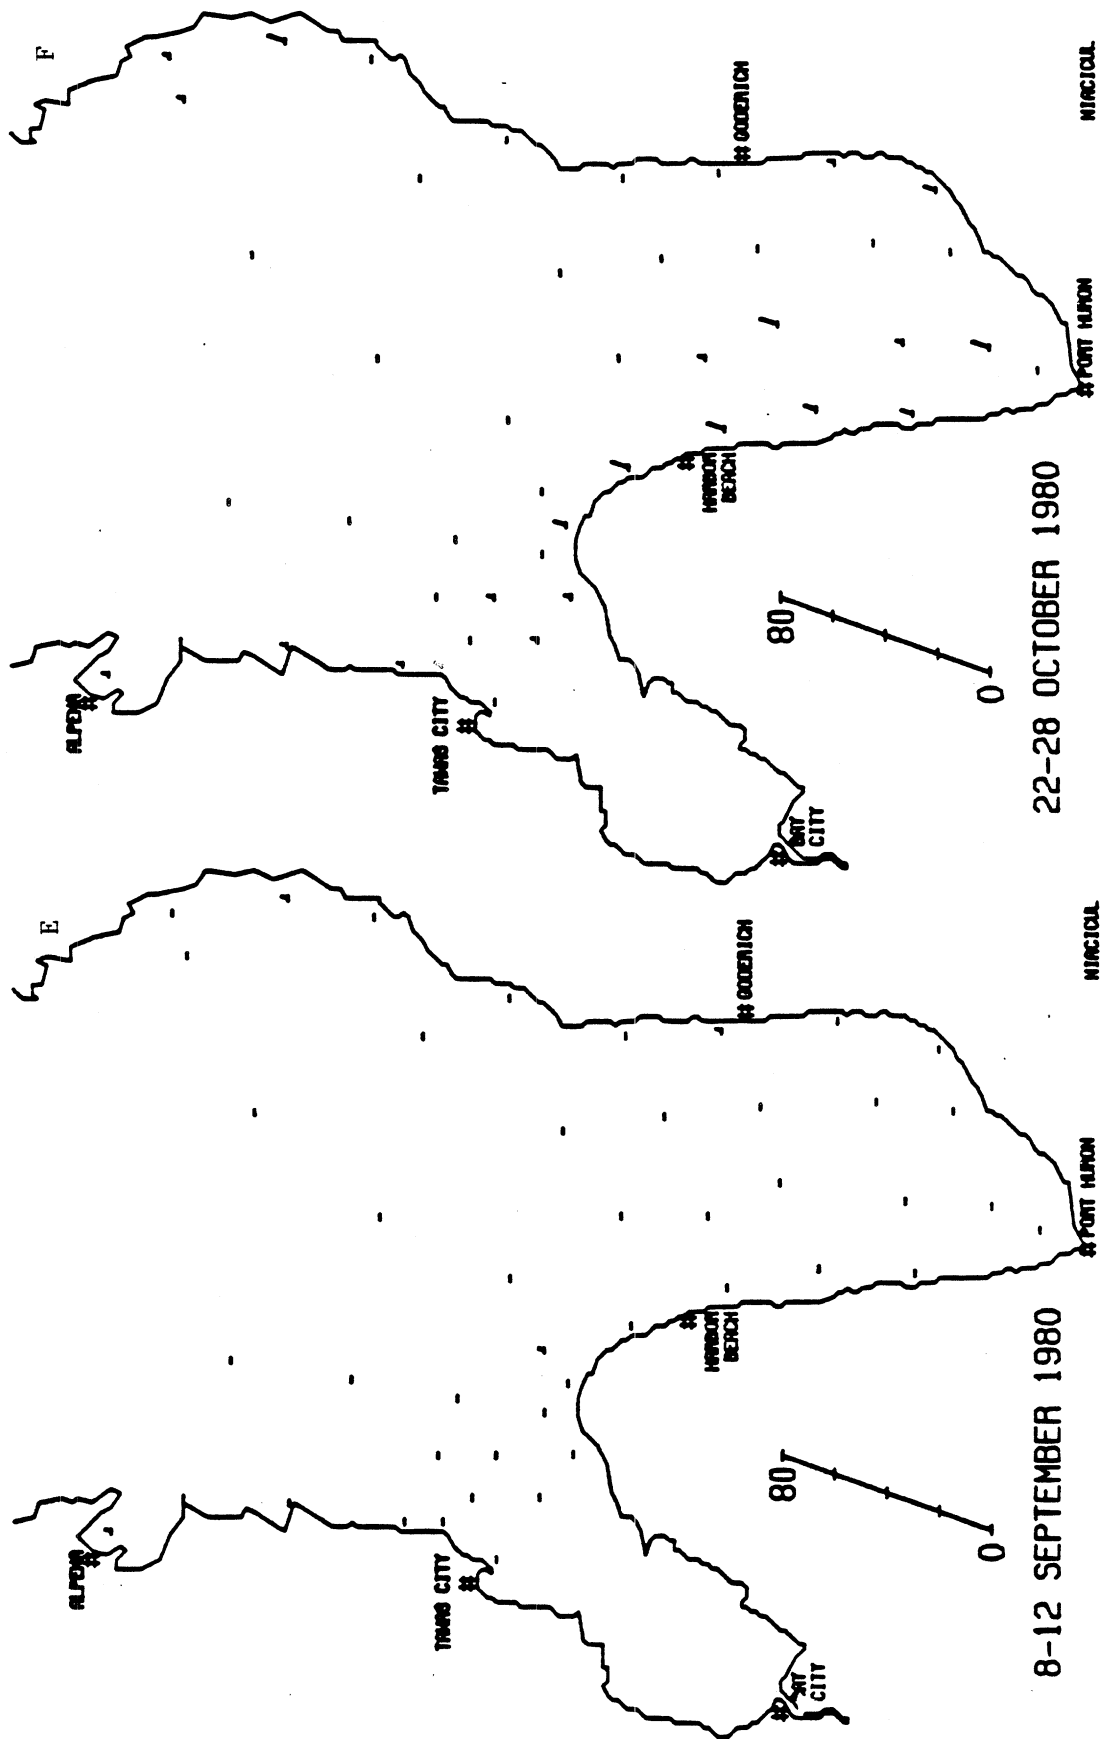 E
ALPENA
TAWAS CITY
BAY
CITY
HARBOR
BEACH
GODERICH
PORT HURON
80
0
8-12 SEPTEMBER 1980
NIACICUL
F
ALPENA
TAWAS CITY
BAY
CITY
HARBOR
BEACH
GODERICH
PORT HURON
80
0
22-28 OCTOBER 1980
NIACICUL